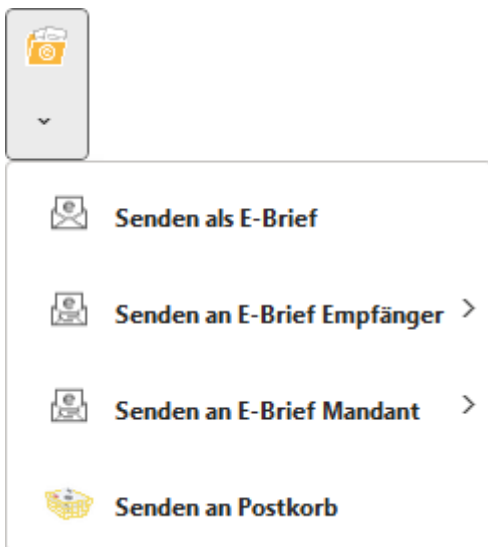 Senden als E-Brief
Senden an E-Brief Empfänger
Senden an E-Brief Mandant
Senden an Postkorb